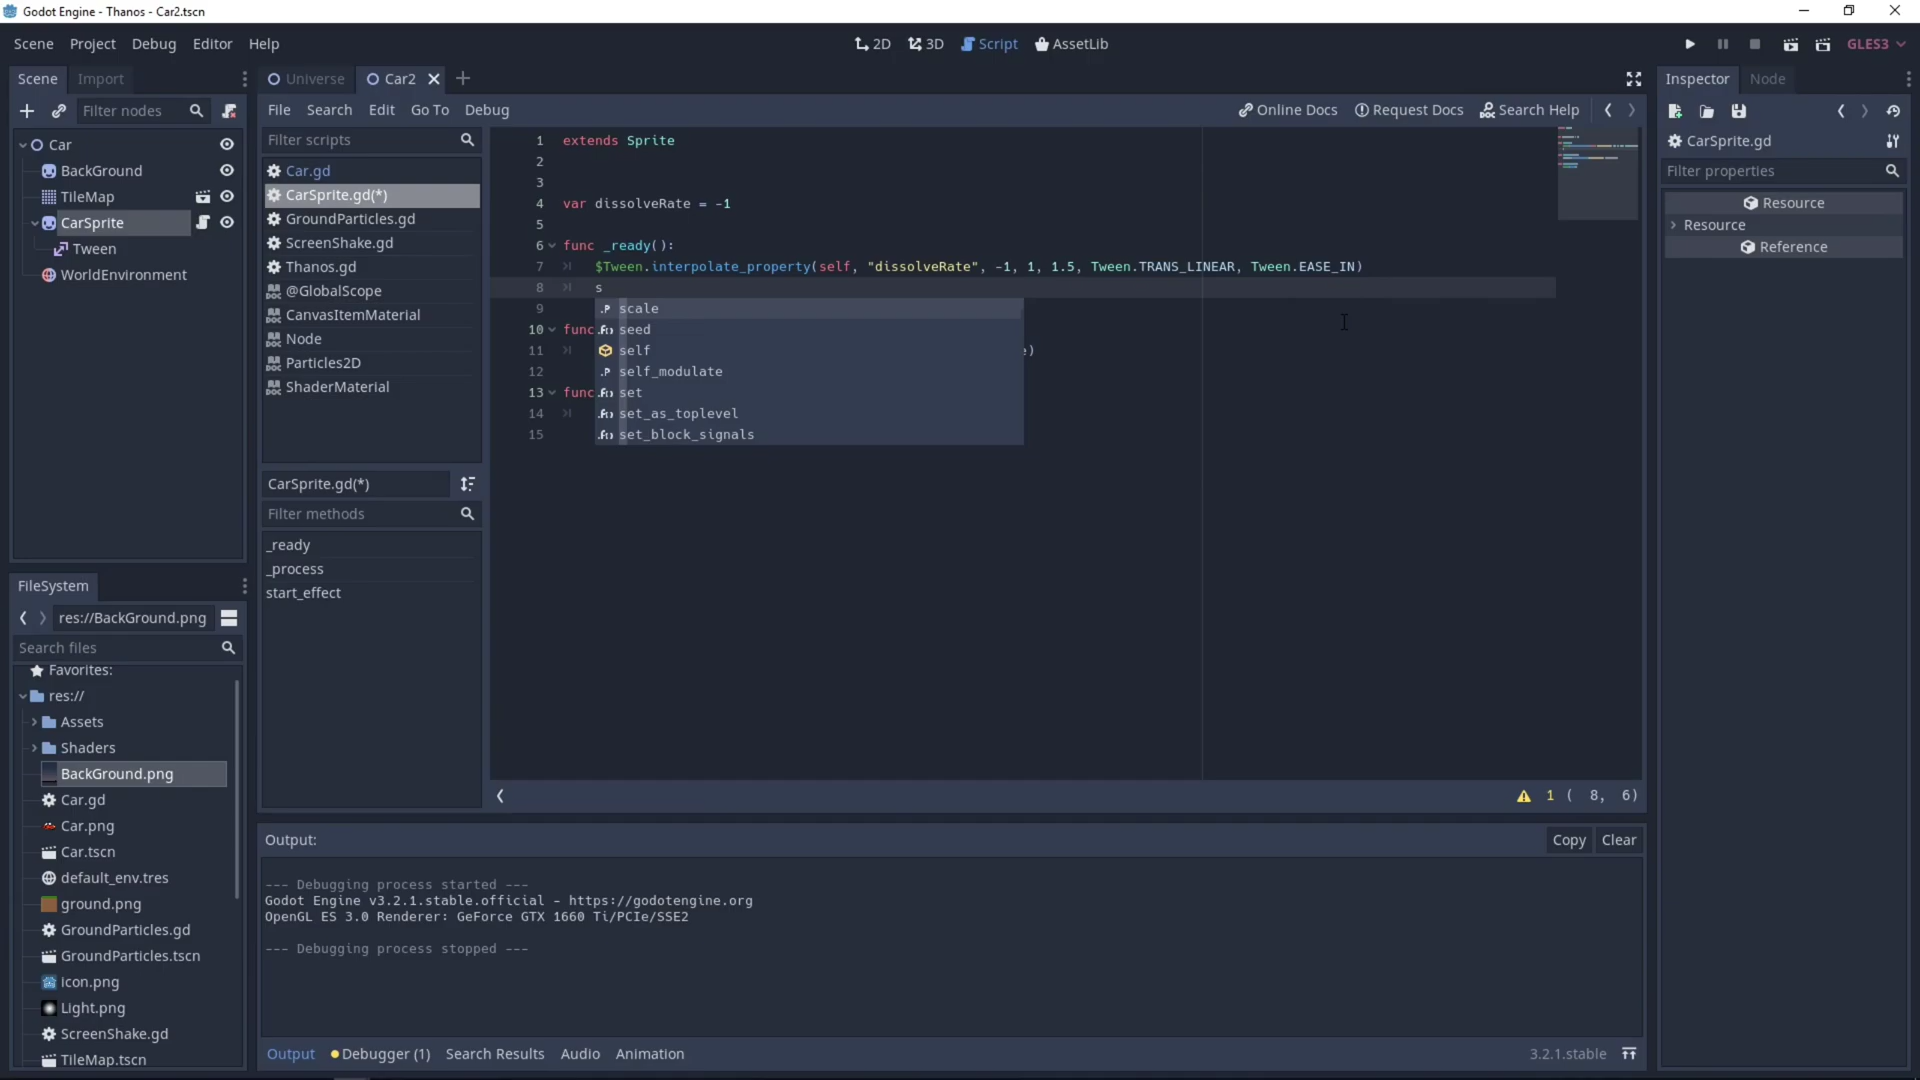 Godot Engine - Thanos - Car2.tscn
Scene Project Debug Editor Help
2D 3D Script AssetLib
GLES3
Scene Import
Filter nodes
Car
BackGround
TileMap
CarSprite
Tween
WorldEnvironment
FileSystem
res://BackGround.png
Search files
Favorites:
res://
Assets
Shaders
BackGround.png
Car.gd
Car.png
Car.tscn
default_env.tres
ground.png
GroundParticles.gd
GroundParticles.tscn
icon.png
Light.png
ScreenShake.gd
TileMap.tscn
Universe Car2
File Search Edit Go To Debug
Online Docs Request Docs Search Help
Filter scripts
Car.gd
CarSprite.gd(*)
GroundParticles.gd
ScreenShake.gd
Thanos.gd
@GlobalScope
CanvasItemMaterial
Node
Particles2D
ShaderMaterial
CarSprite.gd(*)
Filter methods
_ready
_process
start_effect
1 extends Sprite
2
3
4 var dissolveRate = -1
5
6 func _ready():
7 $Tween.interpolate_property(self, "dissolveRate", -1, 1, 1.5, Tween.TRANS_LINEAR, Tween.EASE_IN)
8 s
9 scale
10 func seed
11 self )
12 self_modulate
13 func set
14 set_as_toplevel
15 set_block_signals
1 ( 8, 6)
Output:
Copy Clear
--- Debugging process started ---
Godot Engine v3.2.1.stable.official - https://godotengine.org
OpenGL ES 3.0 Renderer: GeForce GTX 1660 Ti/PCIe/SSE2
--- Debugging process stopped ---
Output Debugger (1) Search Results Audio Animation
3.2.1.stable
Inspector Node
CarSprite.gd
Filter properties
Resource
Resource
Reference